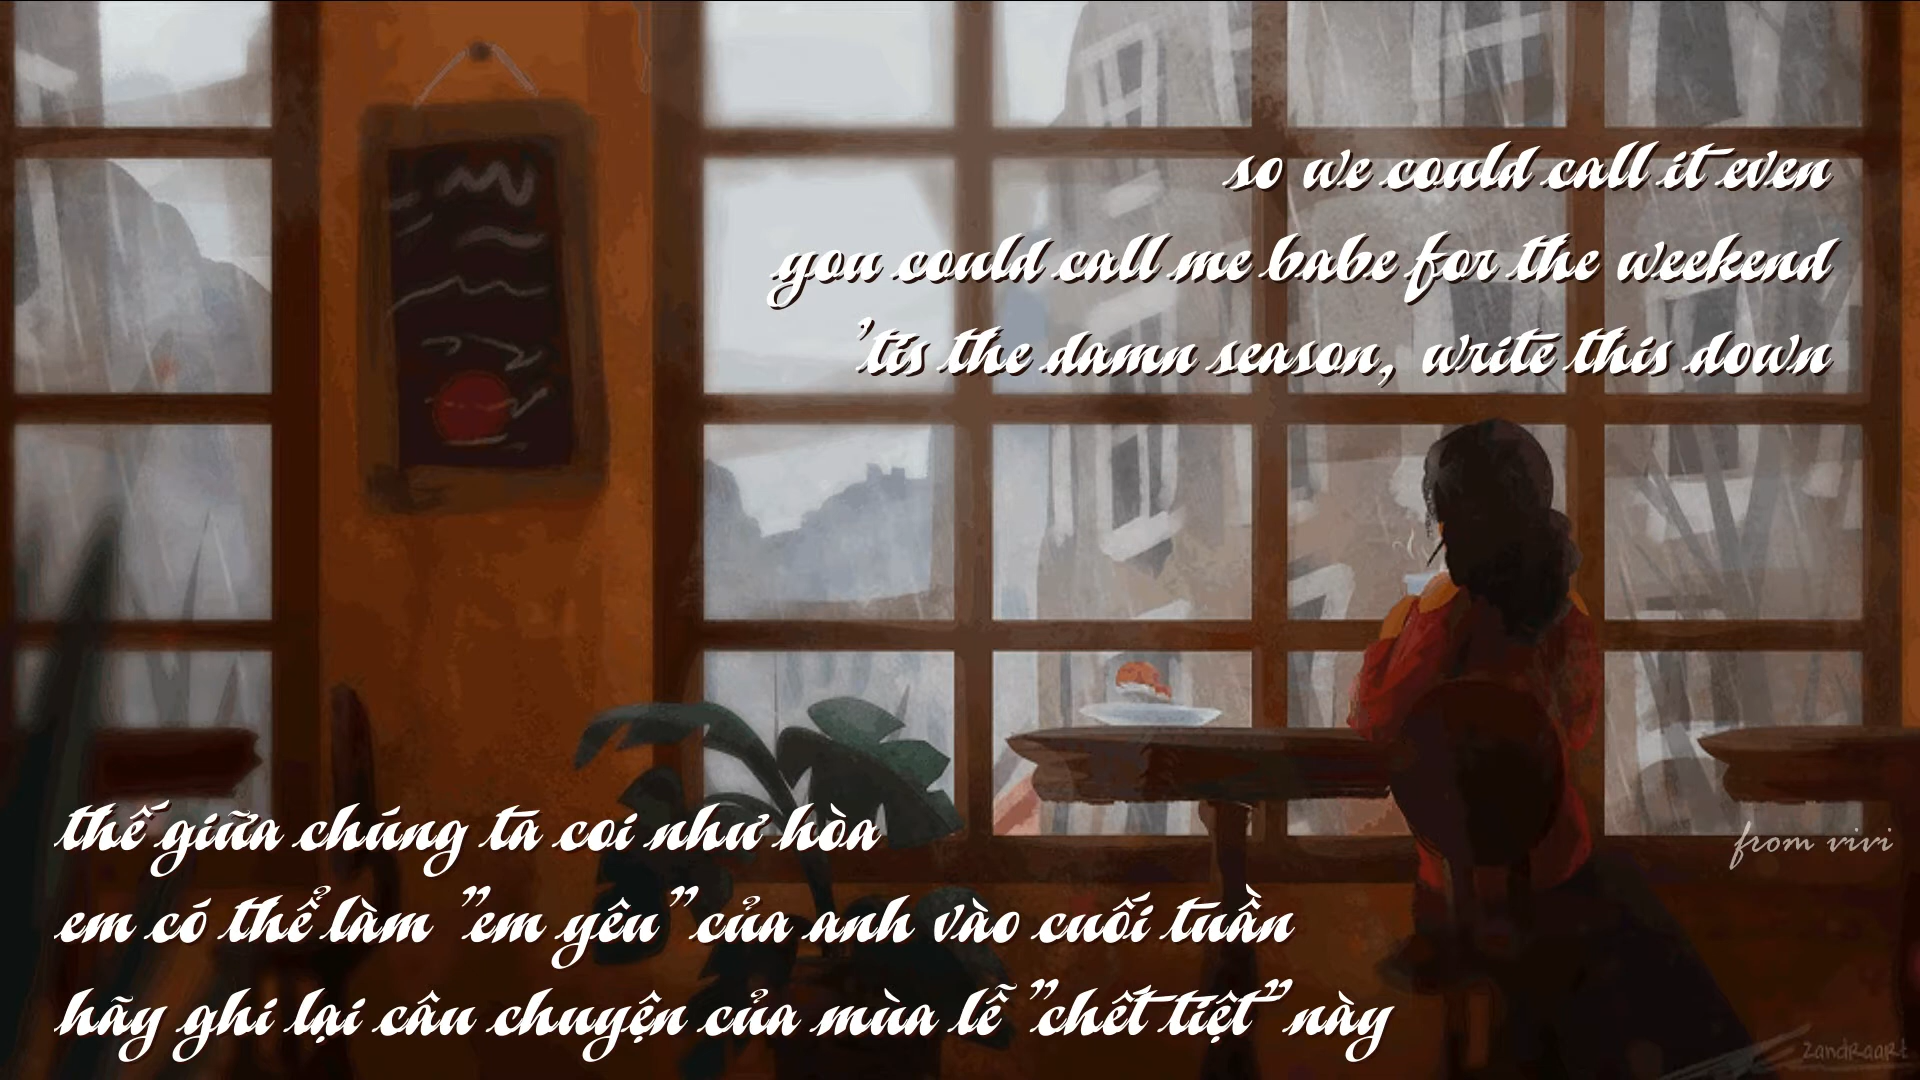 so we could call it even
you could call me babe for the weekend
'tis the damn season, write this down
thế giữa chúng ta coi như hòa
em có thể làm "em yêu" của anh vào cuối tuần
hãy ghi lại câu chuyện của mùa lễ "chết tiệt" này
from vivi
ZandRaaRt